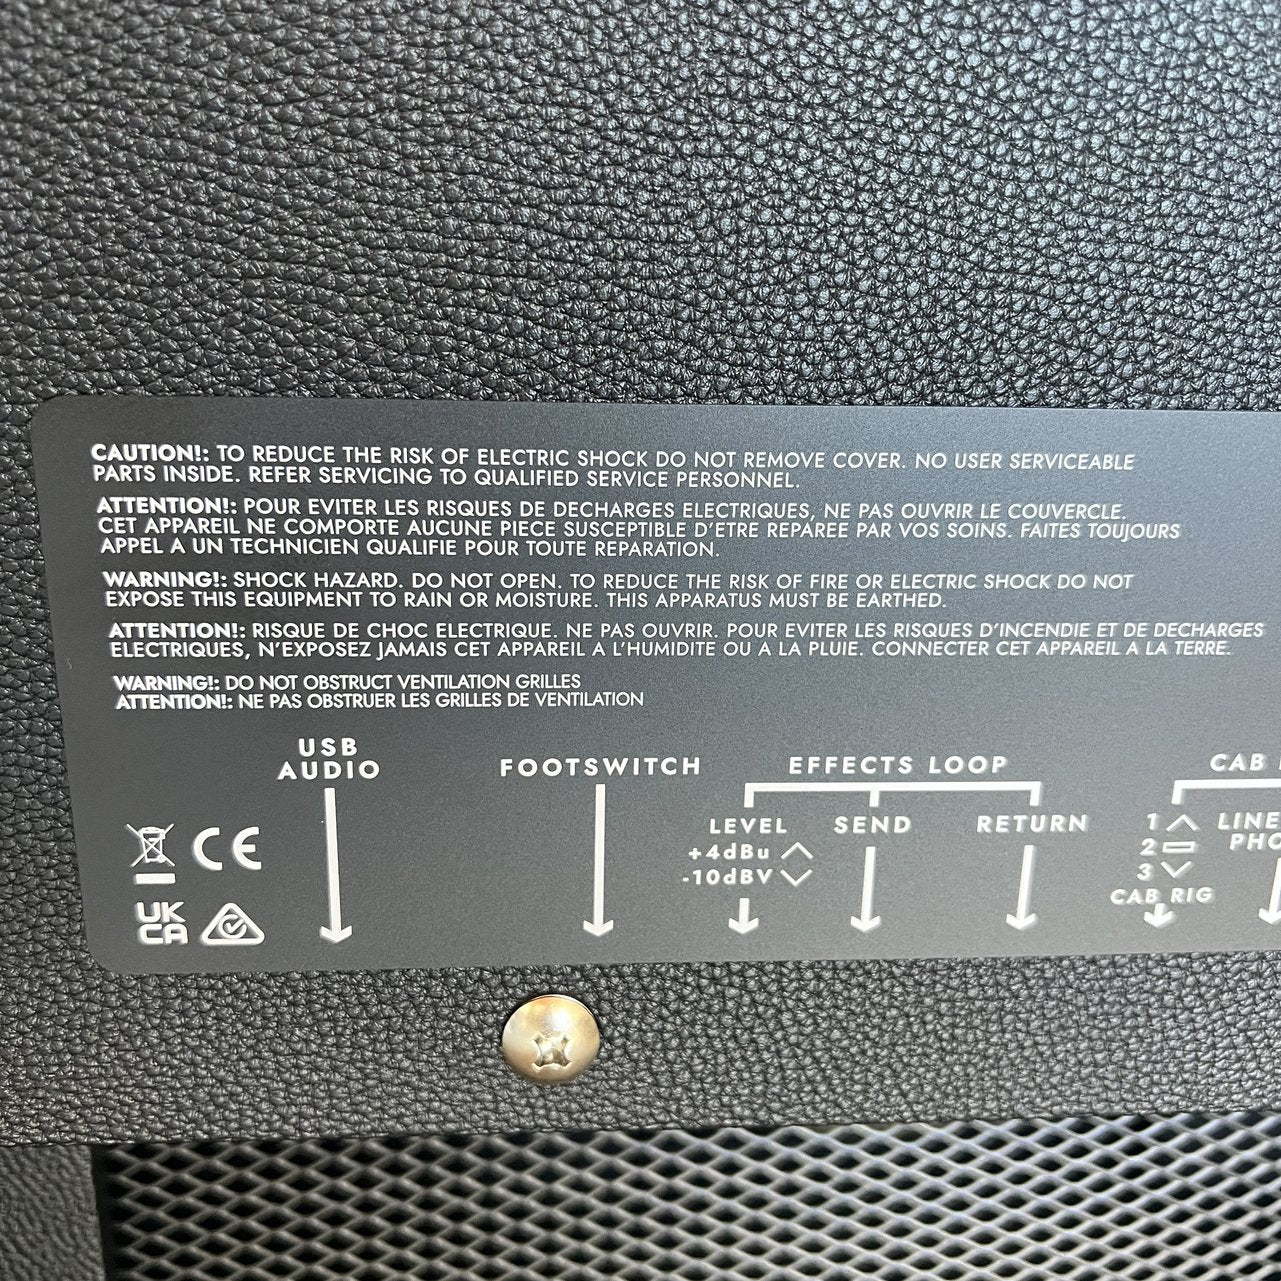 CAUTION!: TO REDUCE THE RISK OF ELECTRIC SHOCK DO NOT REMOVE COVER. NO USER SERVICEABLE
PARTS INSIDE. REFER SERVICING TO QUALIFIED SERVICE PERSONNEL.
ATTENTION!: POUR EVITER LES RISQUES DE DECHARGES ELECTRIQUES, NE PAS OUVRIR LE COUVERCLE.
CET APPAREIL NE COMPORTE AUCUNE PIECE SUSCEPTIBLE D'ETRE REPAREE PAR VOS SOINS. FAITES TOUJOURS
APPEL A UN TECHNICIEN QUALIFIE POUR TOUTE REPARATION.
WARNING!: SHOCK HAZARD. DO NOT OPEN. TO REDUCE THE RISK OF FIRE OR ELECTRIC SHOCK DO NOT
EXPOSE THIS EQUIPMENT TO RAIN OR MOISTURE. THIS APPARATUS MUST BE EARTHED.
ATTENTION!: RISQUE DE CHOC ELECTRIQUE. NE PAS OUVRIR. POUR EVITER LES RISQUES D'INCENDIE ET DE DECHARGES
ELECTRIQUES, N'EXPOSEZ JAMAIS CET APPAREIL A L'HUMIDITE OU A LA PLUIE. CONNECTER CET APPAREIL A LA TERRE.
WARNING!: DO NOT OBSTRUCT VENTILATION GRILLES
ATTENTION!: NE PAS OBSTRUER LES GRILLES DE VENTILATION
USB
AUDIO
FOOTSWITCH
EFFECTS LOOP
LEVEL
+4dBu
-10dBV
SEND
RETURN
CAB
1
2
3
CAB RIG
LINE
CE
UK
CA